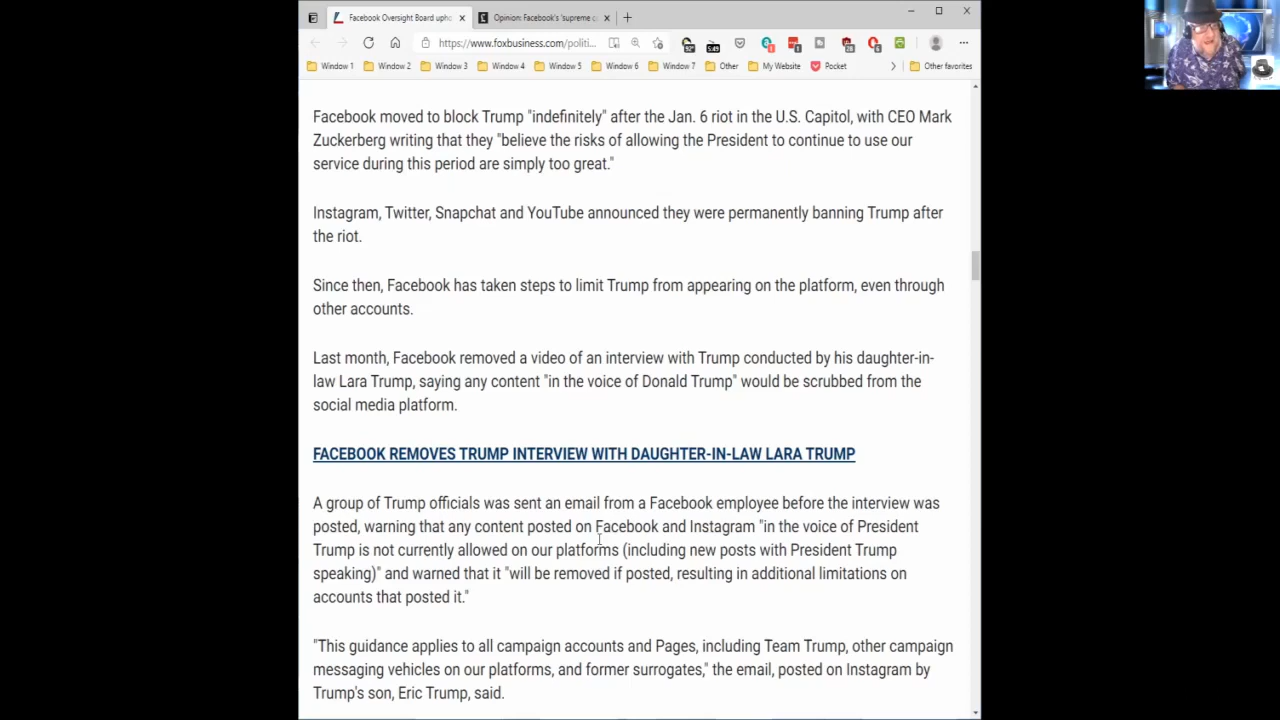 Facebook Oversight Board upho
Opinion: Facebook's 'supreme c
https://www.foxbusiness.com/politi...
92°
5:49
Window 1
Window 2
Window 3
Window 4
Window 5
Window 6
Window 7
Other
My Website
Pocket
Other favorites
Facebook moved to block Trump "indefinitely" after the Jan. 6 riot in the U.S. Capitol, with CEO Mark
Zuckerberg writing that they "believe the risks of allowing the President to continue to use our
service during this period are simply too great."
Instagram, Twitter, Snapchat and YouTube announced they were permanently banning Trump after
the riot.
Since then, Facebook has taken steps to limit Trump from appearing on the platform, even through
other accounts.
Last month, Facebook removed a video of an interview with Trump conducted by his daughter-in-
law Lara Trump, saying any content "in the voice of Donald Trump" would be scrubbed from the
social media platform.
FACEBOOK REMOVES TRUMP INTERVIEW WITH DAUGHTER-IN-LAW LARA TRUMP
A group of Trump officials was sent an email from a Facebook employee before the interview was
posted, warning that any content posted on Facebook and Instagram "in the voice of President
Trump is not currently allowed on our platforms (including new posts with President Trump
speaking)" and warned that it "will be removed if posted, resulting in additional limitations on
accounts that posted it."
"This guidance applies to all campaign accounts and Pages, including Team Trump, other campaign
messaging vehicles on our platforms, and former surrogates," the email, posted on Instagram by
Trump's son, Eric Trump, said.